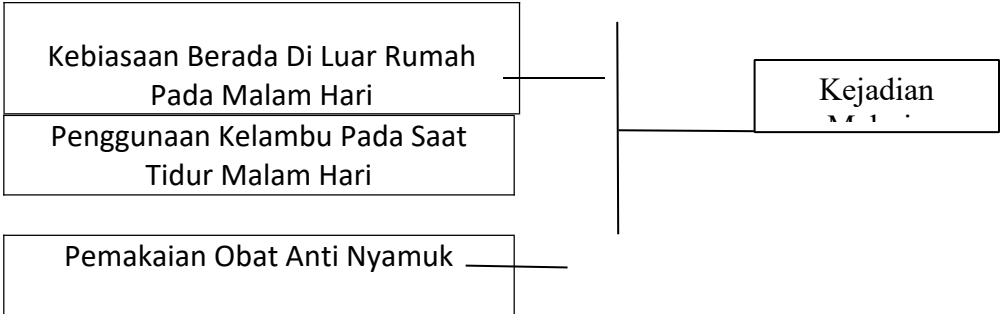 Kebiasaan Berada Di Luar Rumah
Pada Malam Hari
Penggunaan Kelambu Pada Saat
Tidur Malam Hari
Pemakaian Obat Anti Nyamuk
Kejadian